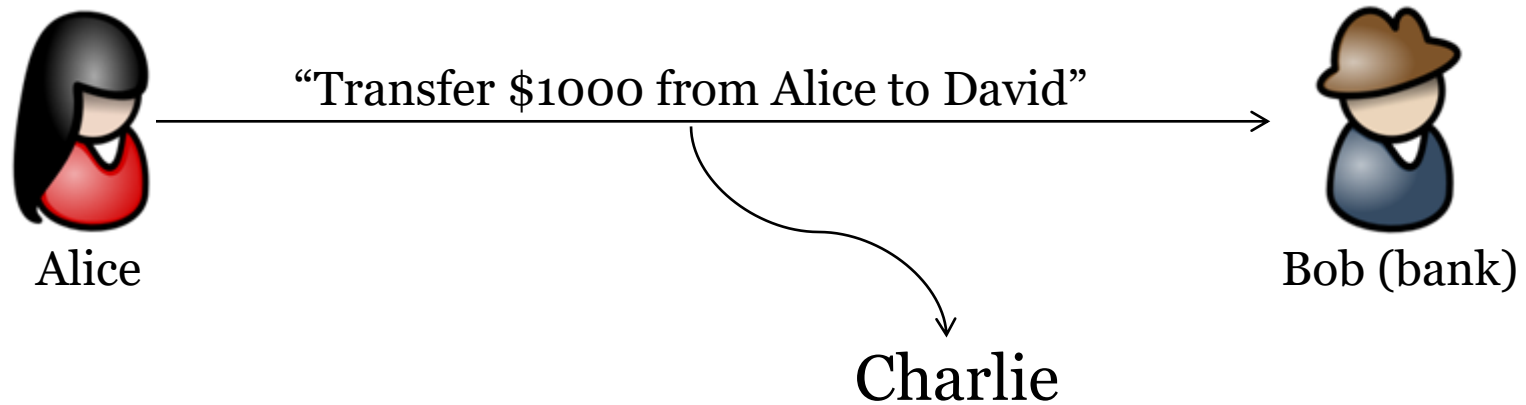 “Transfer $1000 from Alice to David”
Alice
Bob (bank)
Charlie